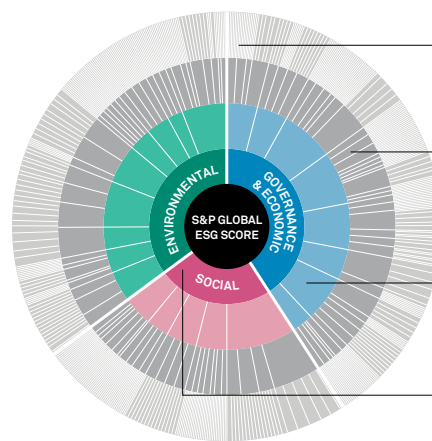 ENVIRONMENTAL
GOVERNANCE
& ECONOMIC
S&P GLOBAL
ESG SCORE
SOCIAL